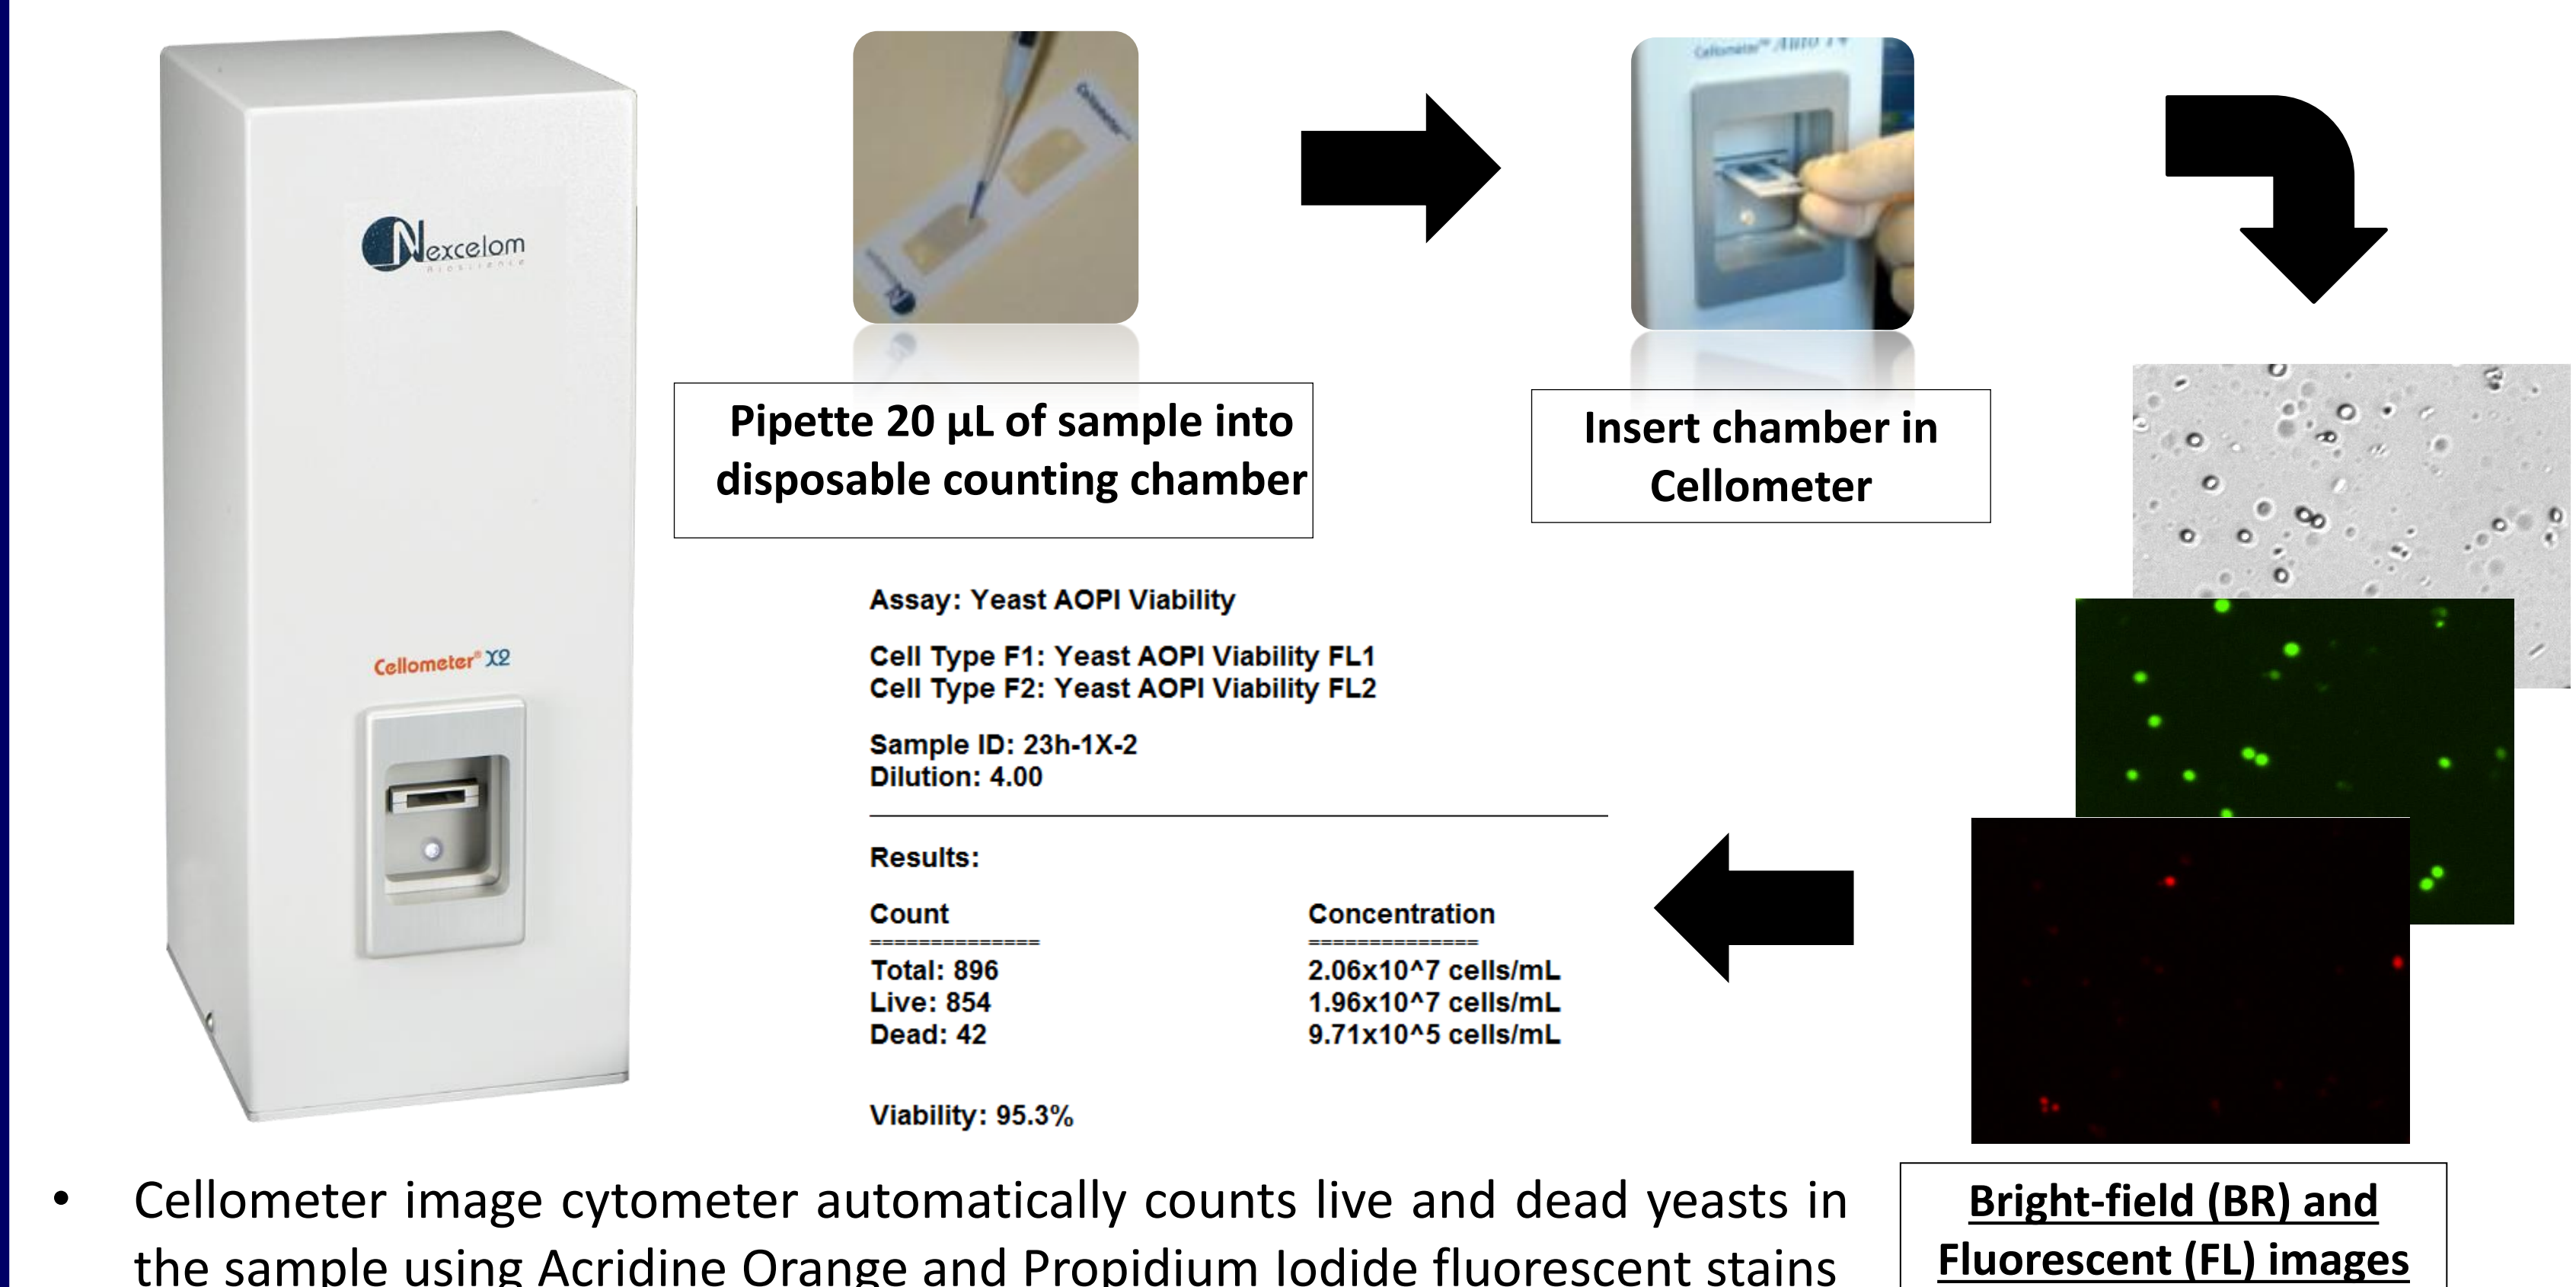 Nexcelom
Bioscience
Cellometer® X2
Cellometer™
Cellometer™ Auto T4
Pipette 20 µL of sample into
disposable counting chamber
Insert chamber in
Cellometer
Assay: Yeast AOPI Viability
Cell Type F1: Yeast AOPI Viability FL1
Cell Type F2: Yeast AOPI Viability FL2
Sample ID: 23h-1X-2
Dilution: 4.00
Results:
Count Concentration
============== ==============
Total: 896 2.06x10^7 cells/mL
Live: 854 1.96x10^7 cells/mL
Dead: 42 9.71x10^5 cells/mL
Viability: 95.3%
• Cellometer image cytometer automatically counts live and dead yeasts in
the sample using Acridine Orange and Propidium Iodide fluorescent stains
Bright-field (BR) and
Fluorescent (FL) images